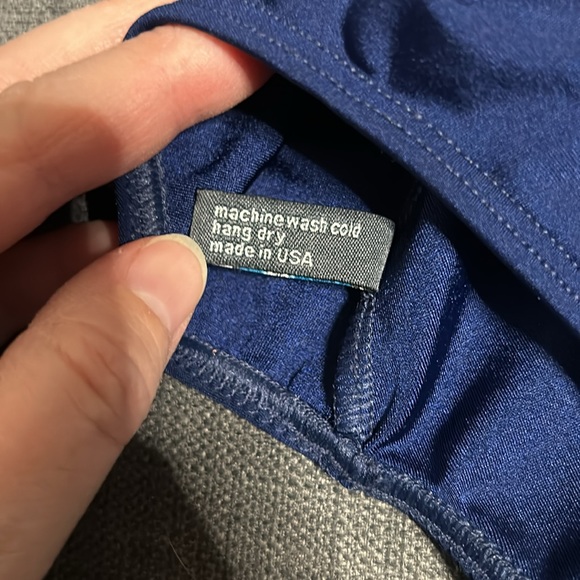 machine wash cold
hang dry
made in USA